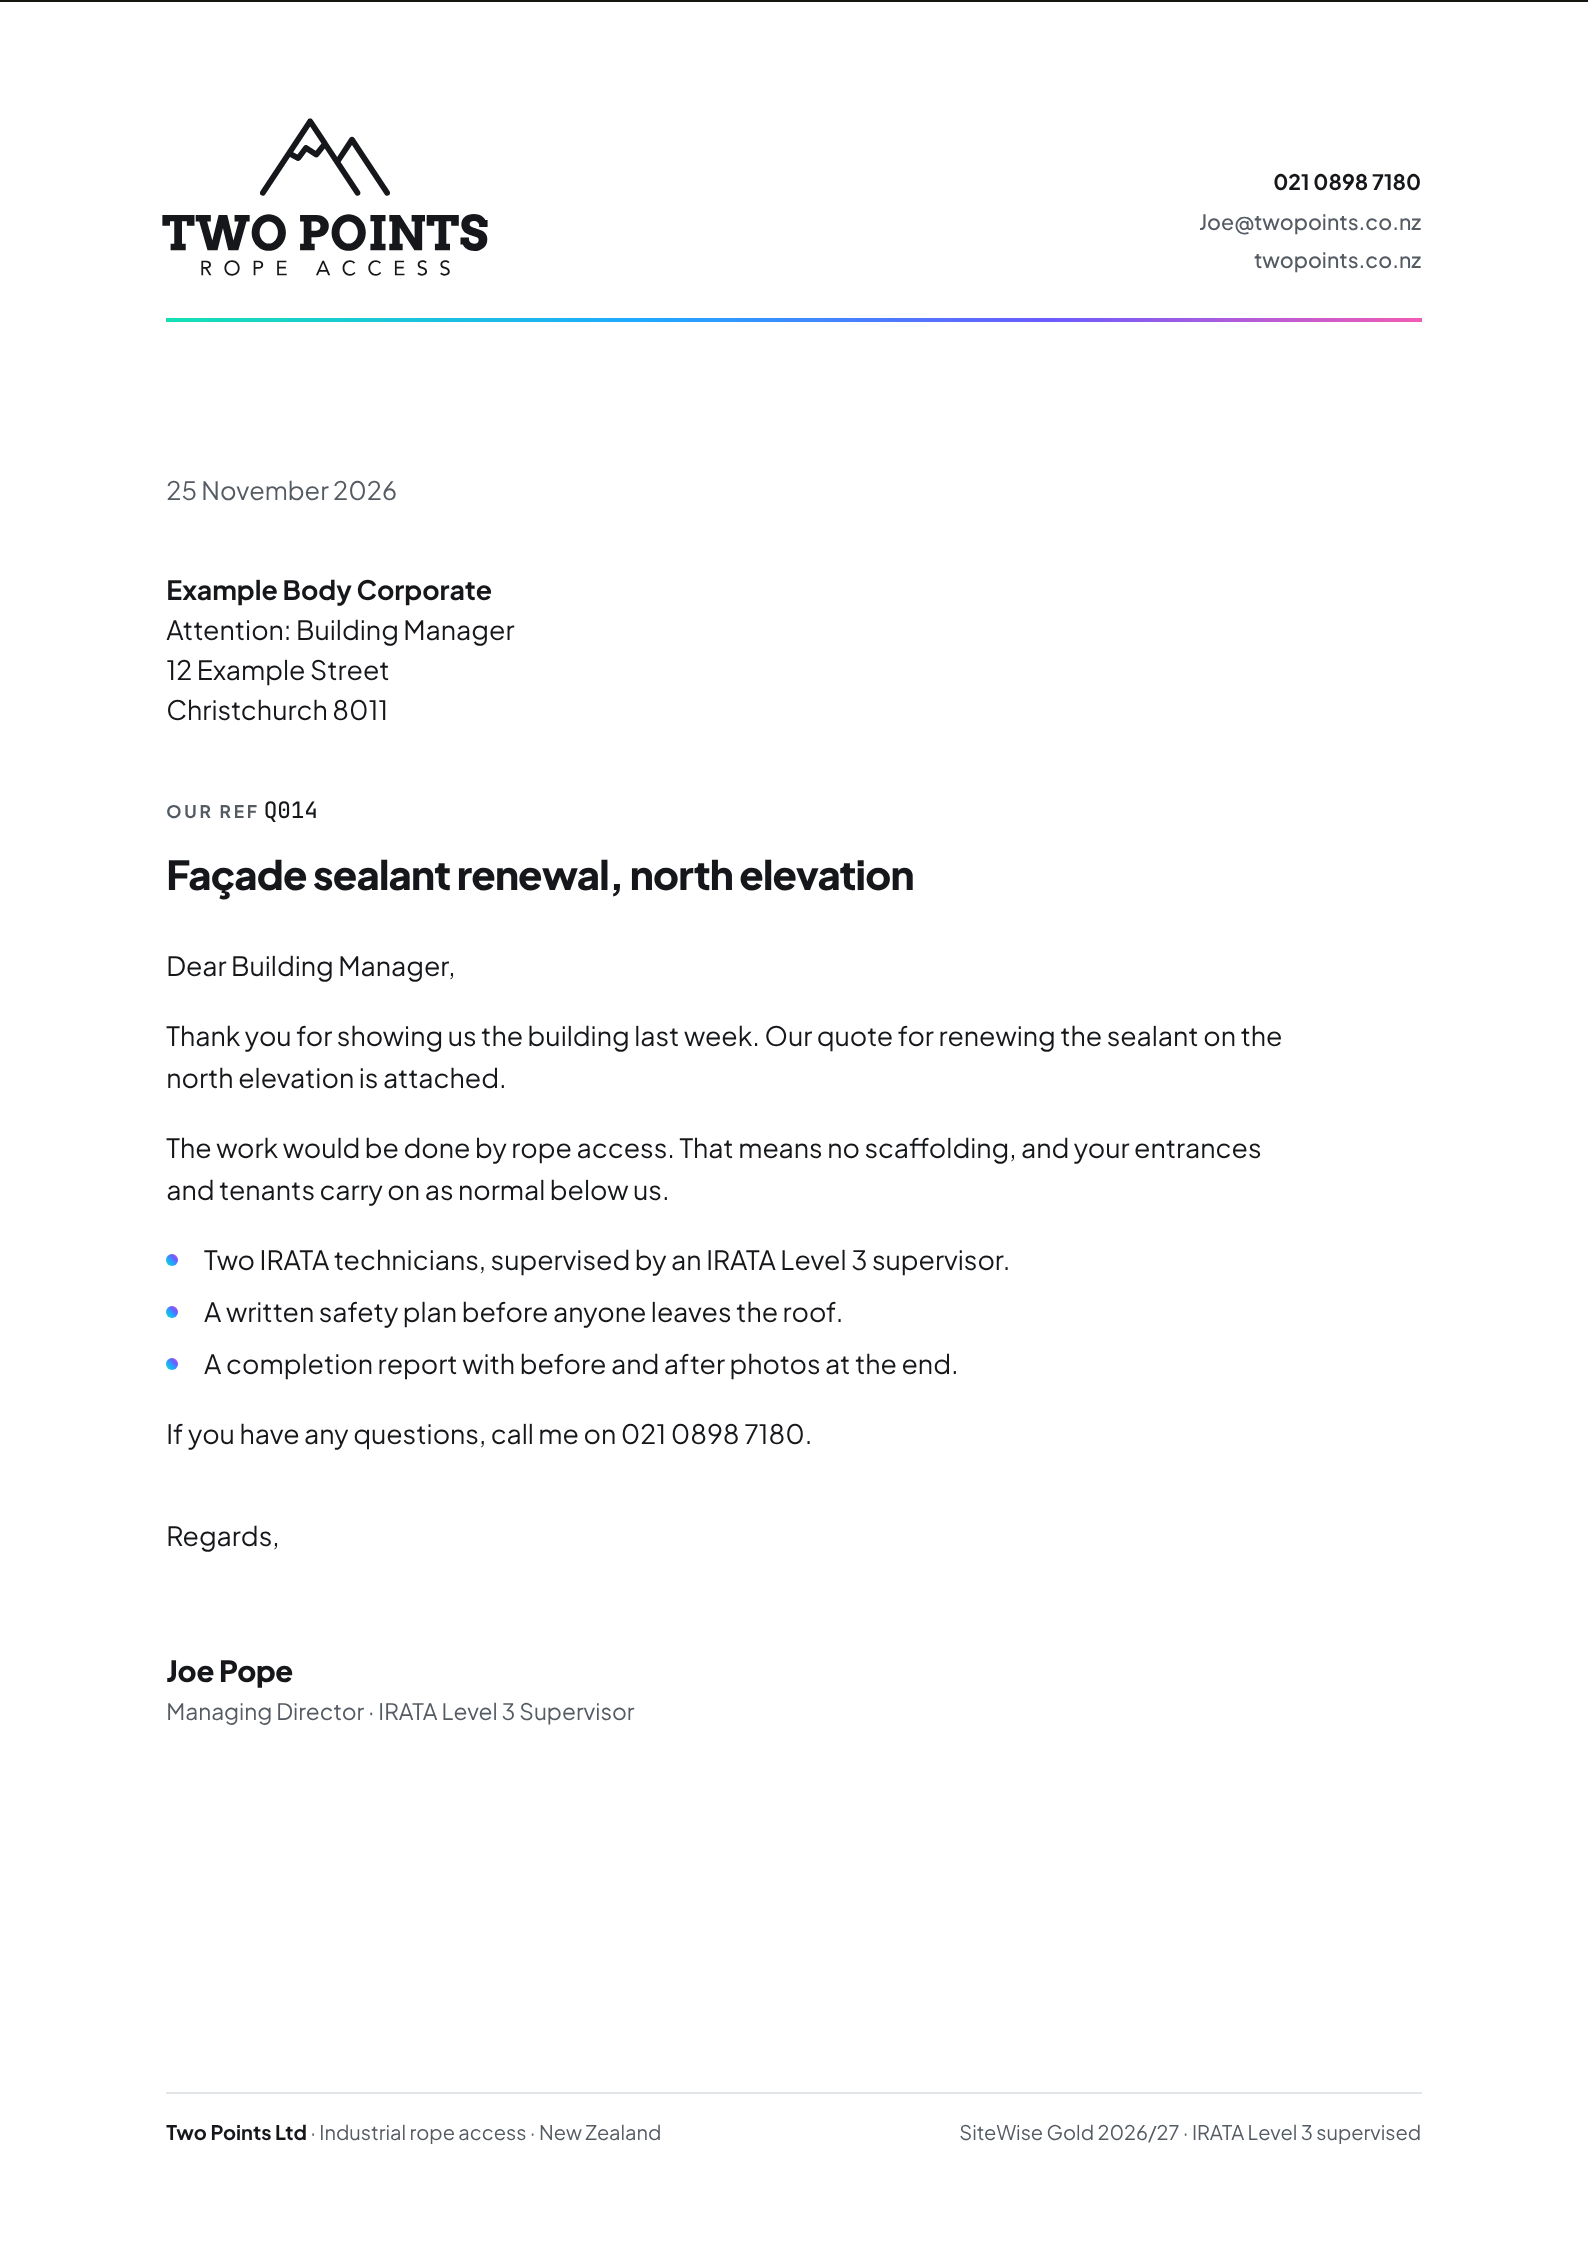 TWO POINTS
ROPE ACCESS
021 0898 7180
Joe@twopoints.co.nz
twopoints.co.nz
25 November 2026
Example Body Corporate
Attention: Building Manager
12 Example Street
Christchurch 8011
OUR REF Q014
Façade sealant renewal, north elevation
Dear Building Manager,
Thank you for showing us the building last week. Our quote for renewing the sealant on the
north elevation is attached.
The work would be done by rope access. That means no scaffolding, and your entrances
and tenants carry on as normal below us.
• Two IRATA technicians, supervised by an IRATA Level 3 supervisor.
• A written safety plan before anyone leaves the roof.
• A completion report with before and after photos at the end.
If you have any questions, call me on 021 0898 7180.
Regards,
Joe Pope
Managing Director · IRATA Level 3 Supervisor
Two Points Ltd · Industrial rope access · New Zealand
SiteWise Gold 2026/27 · IRATA Level 3 supervised